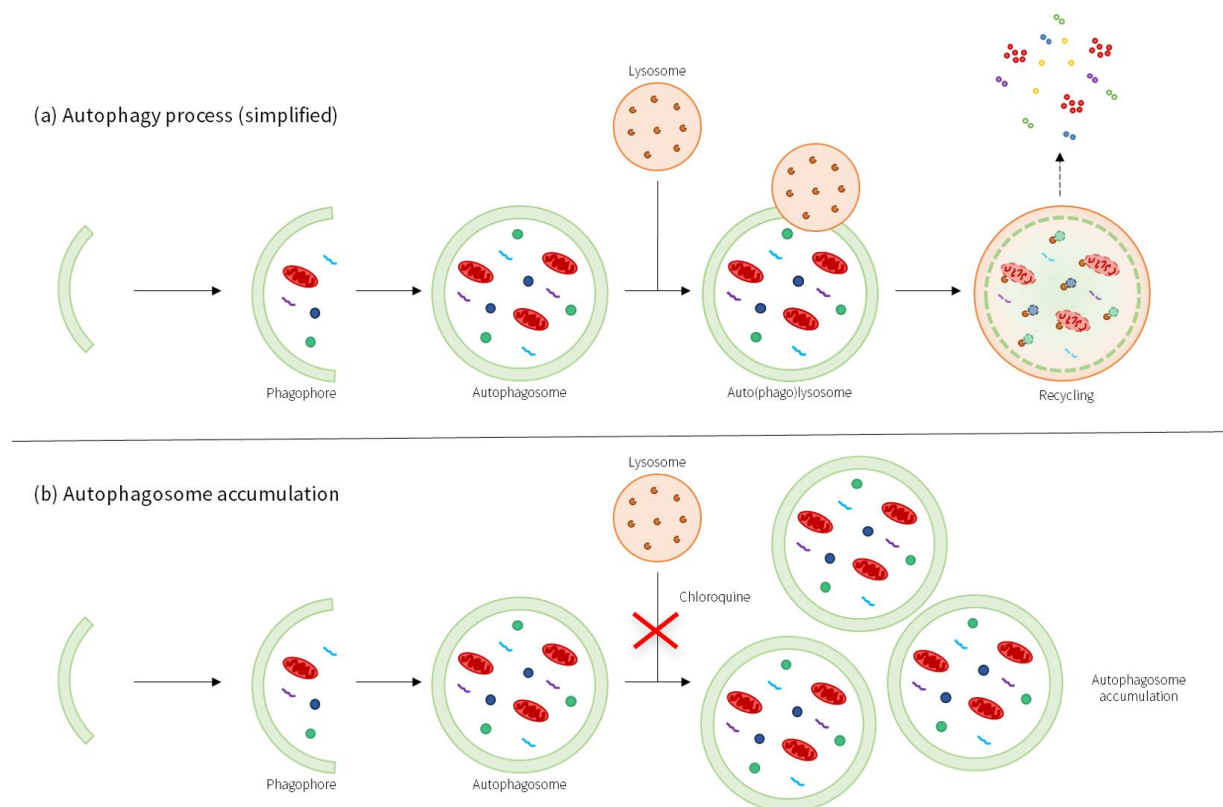 (a) Autophagy process (simplified)
Lysosome
Phagophore
Autophagosome
Auto(phago)lysosome
Recycling
(b) Autophagosome accumulation
Lysosome
Chloroquine
Phagophore
Autophagosome
Autophagosome
accumulation